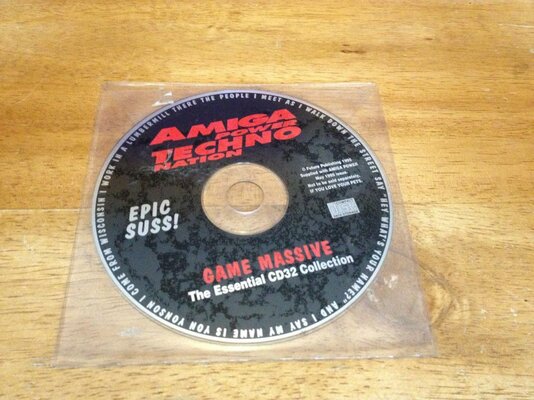 AMIGA
POWER
TECHNO
NATION
© Future Publishing 1995
Supplied with AMIGA POWER
May 1995 issue.
Not to be sold separately.
IF YOU LOVE YOUR PETS.
EPIC
SUSS!
GAME MASSIVE
The Essential CD32 Collection
I COME FROM WISCONSIN I WORK IN A LUMBERMILL THERE THE PEOPLE I MEET AS I WALK DOWN THE STREET SAY "HEY WHAT'S YOUR NAME?" AND I SAY MY NAME IS YON YONSON